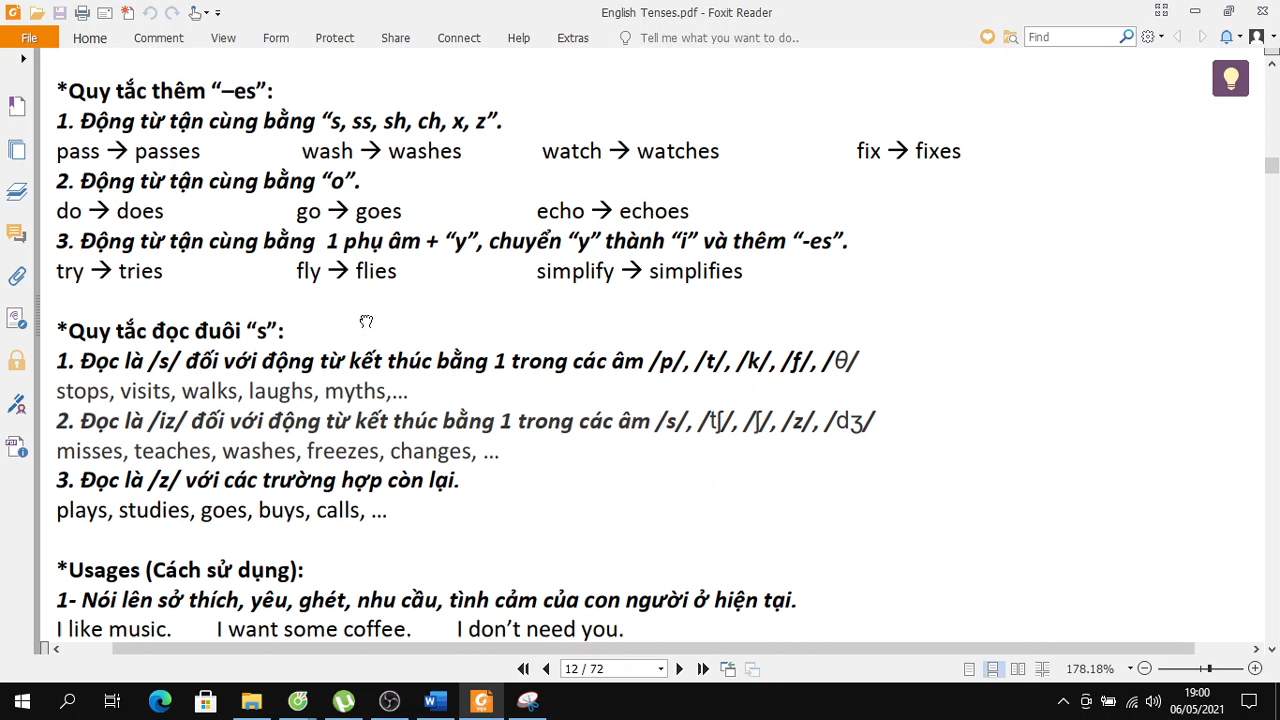 English Tenses.pdf - Foxit Reader
File Home Comment View Form Protect Share Connect Help Extras Tell me what you want to do... Find
*Quy tắc thêm “–es”:
1. Động từ tận cùng bằng “s, ss, sh, ch, x, z”.
pass → passes wash → washes watch → watches fix → fixes
2. Động từ tận cùng bằng “o”.
do → does go → goes echo → echoes
3. Động từ tận cùng bằng 1 phụ âm + “y”, chuyển “y” thành “i” và thêm “-es”.
try → tries fly → flies simplify → simplifies
*Quy tắc đọc đuôi “s”:
1. Đọc là /s/ đối với động từ kết thúc bằng 1 trong các âm /p/, /t/, /k/, /f/, /θ/
stops, visits, walks, laughs, myths,...
2. Đọc là /iz/ đối với động từ kết thúc bằng 1 trong các âm /s/, /tʃ/, /ʃ/, /z/, /dʒ/
misses, teaches, washes, freezes, changes, ...
3. Đọc là /z/ với các trường hợp còn lại.
plays, studies, goes, buys, calls, ...
*Usages (Cách sử dụng):
1- Nói lên sở thích, yêu, ghét, nhu cầu, tình cảm của con người ở hiện tại.
I like music. I want some coffee. I don’t need you.
12 / 72 178.18%
19:00
06/05/2021